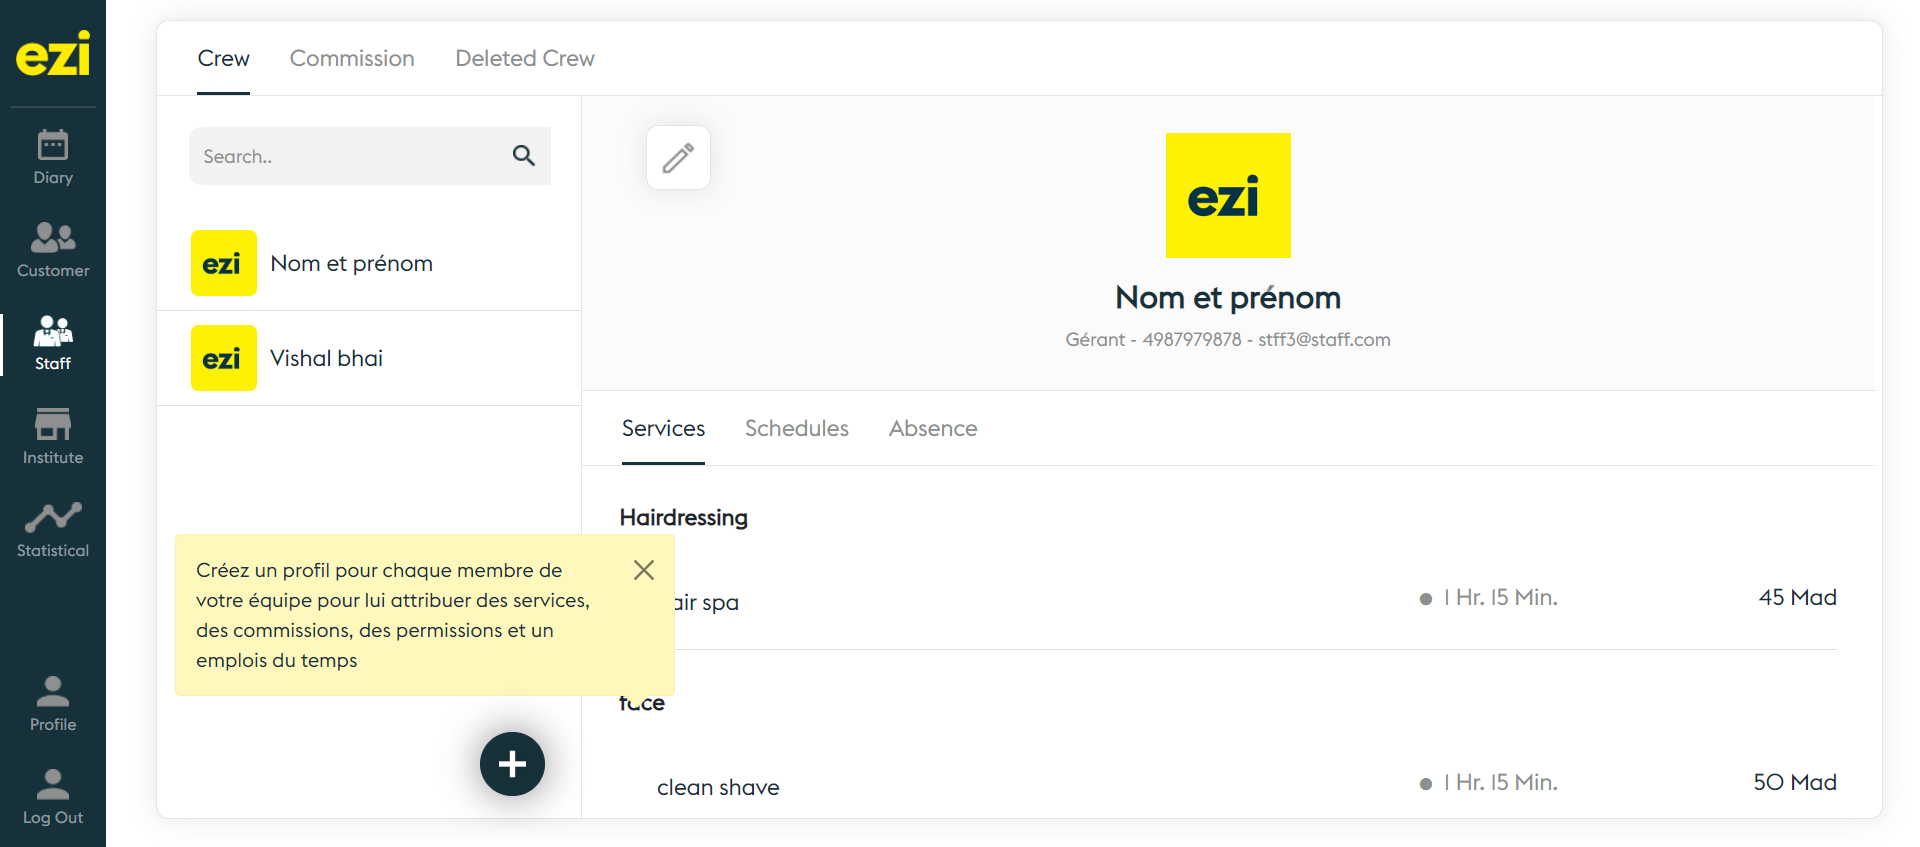 ezi
Diary
Customer
Staff
Institute
Statistical
Profile
Log Out
Crew Commission Deleted Crew
Search..
ezi Nom et prénom
ezi Vishal bhai
Créez un profil pour chaque membre de
votre équipe pour lui attribuer des services,
des commissions, des permissions et un
emplois du temps
ezi
Nom et prénom
Gérant - 4987979878 - stff3@staff.com
Services Schedules Absence
Hairdressing
air spa 1 Hr. 15 Min. 45 Mad
face
clean shave 1 Hr. 15 Min. 50 Mad